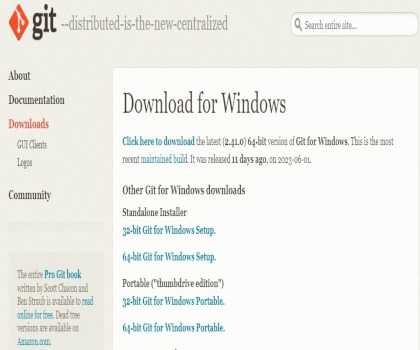 git --distributed-is-the-new-centralized
Search entire site...
About
Documentation
Downloads
GUI Clients
Logos
Community
The entire Pro Git book
written by Scott Chacon and
Ben Straub is available to read
online for free. Dead tree
versions are available on
Amazon.com.
Download for Windows
Click here to download the latest (2.41.0) 64-bit version of Git for Windows. This is the most
recent maintained build. It was released 11 days ago, on 2023-06-01.
Other Git for Windows downloads
Standalone Installer
32-bit Git for Windows Setup.
64-bit Git for Windows Setup.
Portable ("thumbdrive edition")
32-bit Git for Windows Portable.
64-bit Git for Windows Portable.